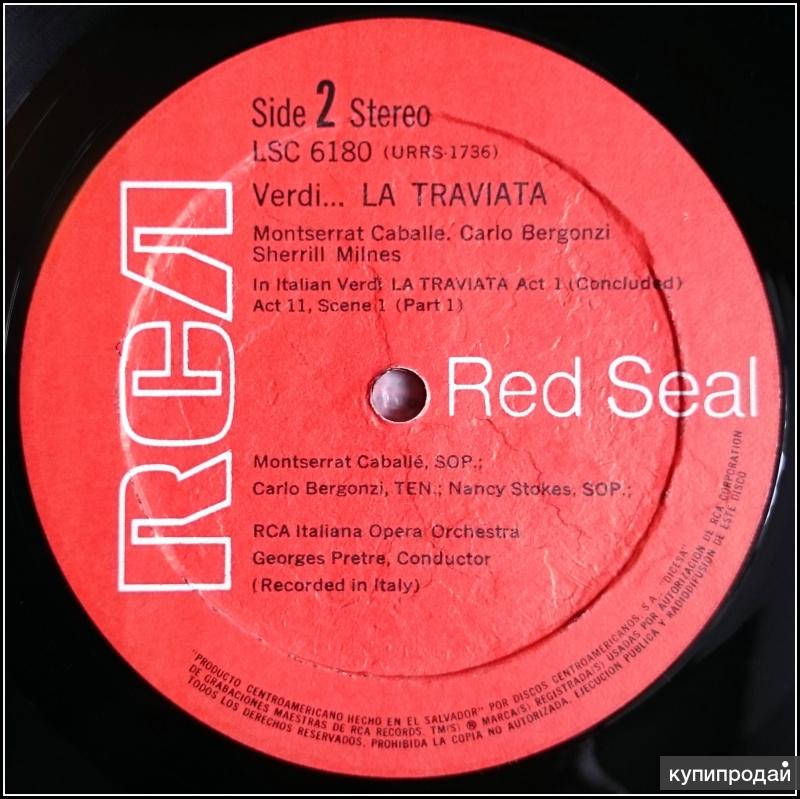 Side 2 Stereo
LSC 6180 (URRS-1736)
Verdi... LA TRAVIATA
Montserrat Caballe. Carlo Bergonzi
Sherrill Milnes
In Italian Verdi LA TRAVIATA Act 1 (Concluded)
Act 11, Scene 1 (Part 1)
RCA
Red Seal
Montserrat Caballé, SOP.;
Carlo Bergonzi, TEN.; Nancy Stokes, SOP.;
RCA Italiana Opera Orchestra
Georges Pretre, Conductor
(Recorded in Italy)
"PRODUCTO CENTROAMERICANO HECHO EN EL SALVADOR" POR DISCOS CENTROAMERICANOS, S.A. "DICESA"
DE GRABACIONES MAESTRAS DE RCA RECORDS. TM(S) ® MARCA(S) REGISTRADA(S) USADAS POR AUTORIZACION DE RCA CORPORATION
TODOS LOS DERECHOS RESERVADOS. PROHIBIDA LA COPIA NO AUTORIZADA, EJECUCION PUBLICA Y RADIODIFUSION DE ESTE DISCO
купипродай